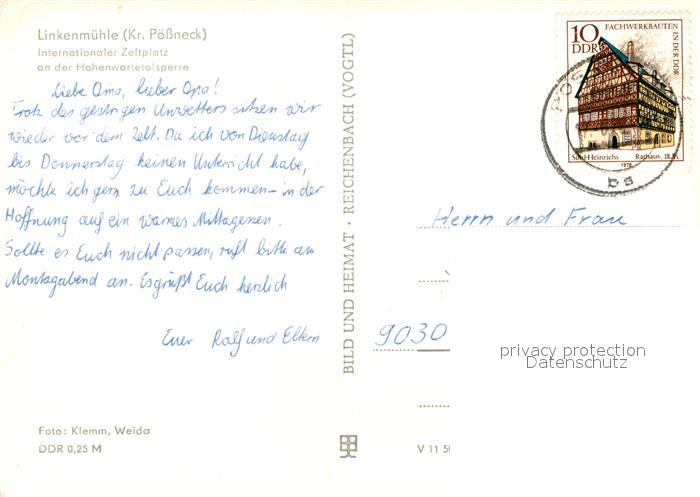 Linkenmühle (Kr. Pößneck)
Internationaler Zeltplatz
an der Hohenwartetalsperre
Liebe Oma, lieber Opa!
Trotz des gestrigen Unwetters sitzen wir
wieder vor dem Zelt. Da ich von Dienstag
bis Donnerstag keinen Unterricht habe,
möchte ich gern zu Euch kommen – in der
Hoffnung auf ein warmes Mittagessen.
Sollte es Euch nicht passen, ruft bitte am
Montagabend an. Es grüßt Euch herzlich
Euer Ralf und Eltern
Foto: Klemm, Weida
DDR 0,25 M
BILD UND HEIMAT · REICHENBACH (VOGTL)
V 11 50
10
DDR
FACHWERKBAUTEN
IN DER DDR
Suhl-Heinrichs Rathaus, 18.Jh.
1978
PÖS
bs
Herrn und Frau
9030
privacy protection
Datenschutz